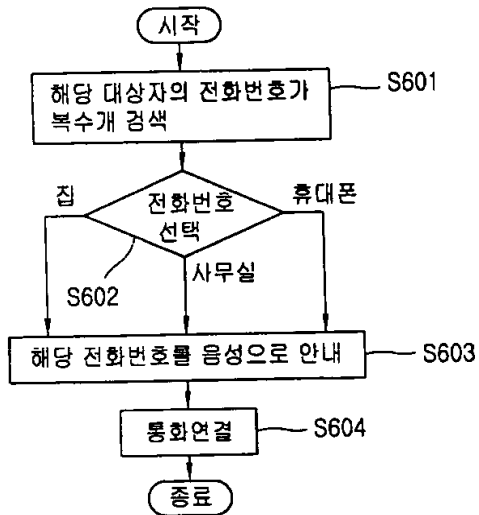 시작
해당 대상자의 전화번호가
복수개 검색
S601
집
전화번호
선택
휴대폰
S602
사무실
해당 전화번호를 음성으로 안내
S603
통화연결
S604
종료